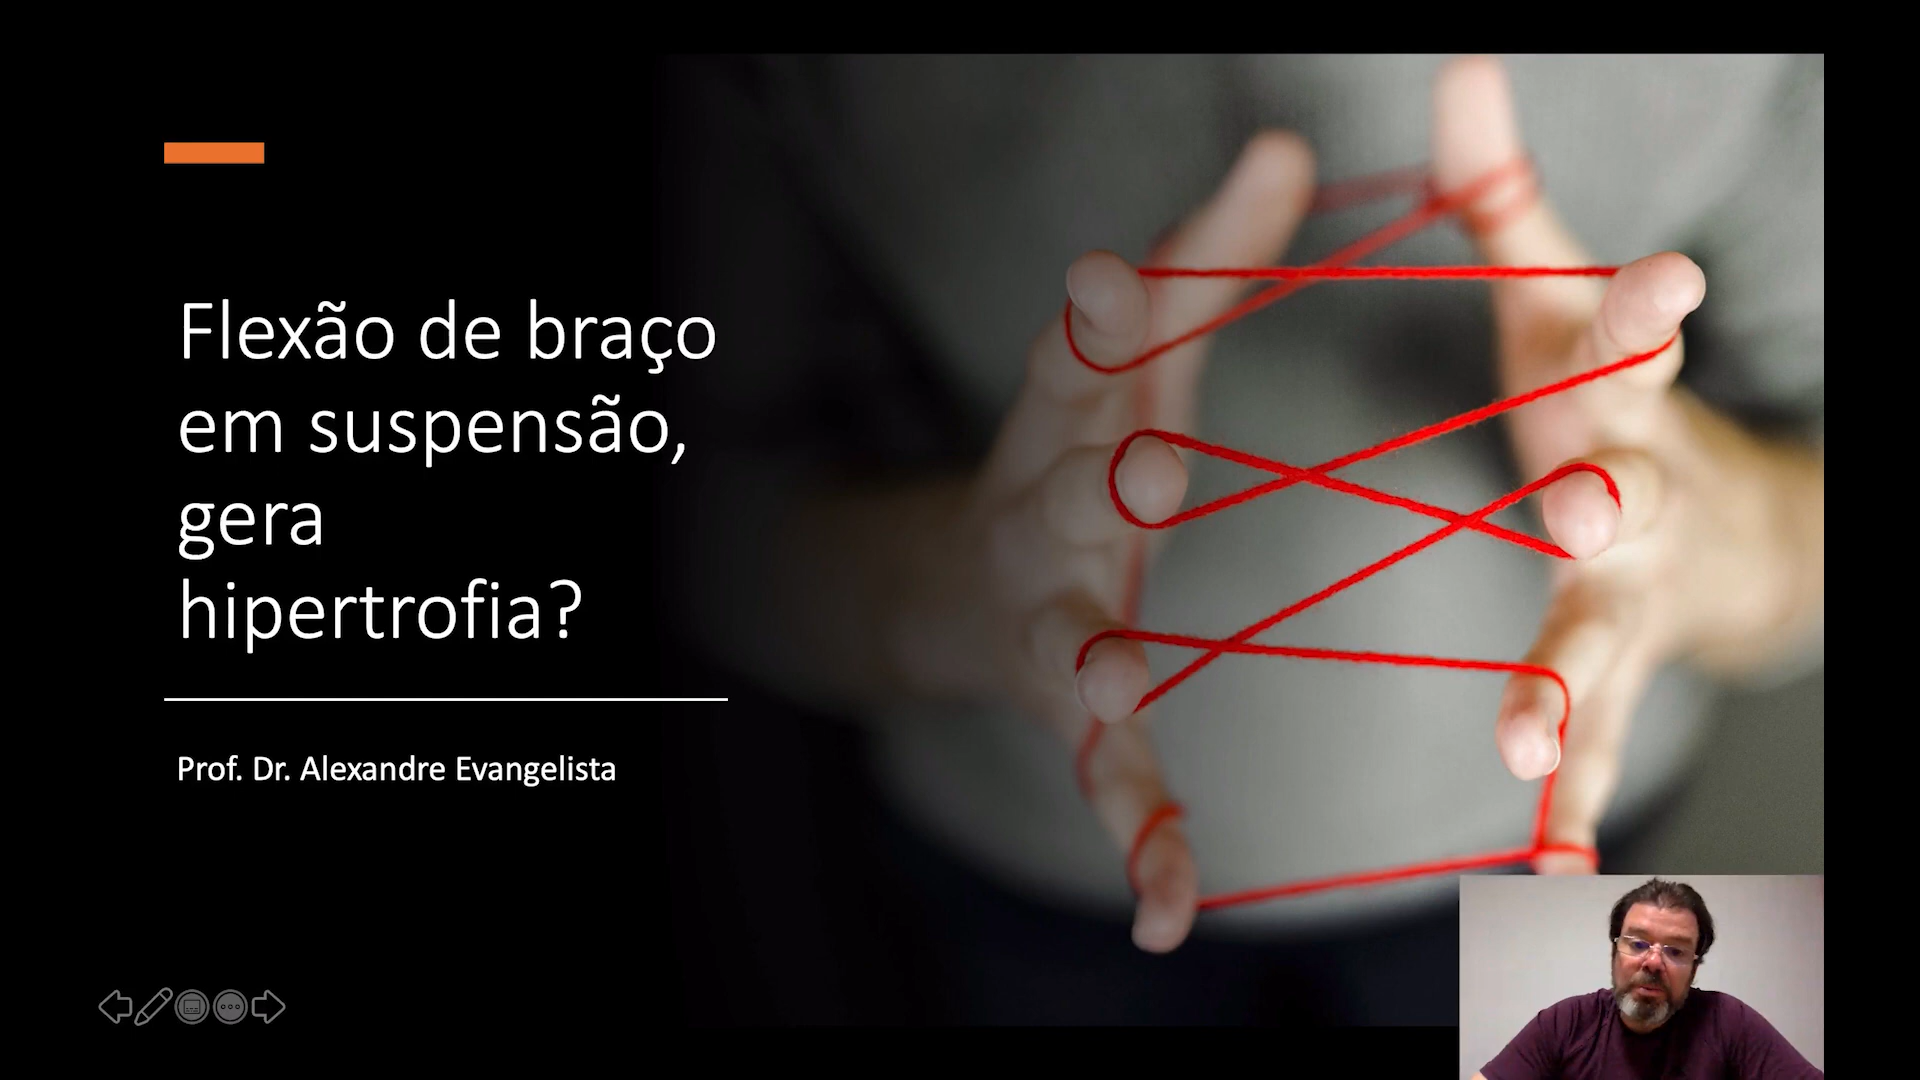 Flexão de braço
em suspensão,
gera
hipertrofia?
Prof. Dr. Alexandre Evangelista